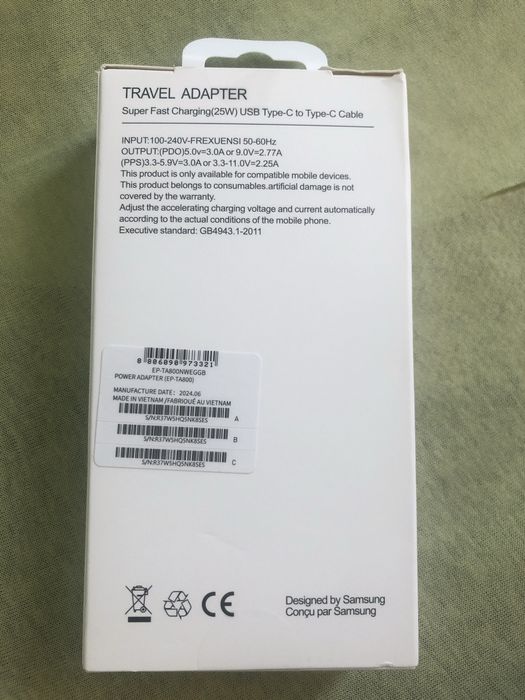 TRAVEL ADAPTER
Super Fast Charging(25W) USB Type-C to Type-C Cable
INPUT:100-240V-FREXUENSI 50-60Hz
OUTPUT:(PDO)5.0v=3.0A or 9.0V=2.77A
(PPS)3.3-5.9V=3.0A or 3.3-11.0V=2.25A
This product is only available for compatible mobile devices.
This product belongs to consumables.artificial damage is not
covered by the warranty.
Adjust the accelerating charging voltage and current automatically
according to the actual conditions of the mobile phone.
Executive standard: GB4943.1-2011
8 806090 973321
EP-TA800NWEGGB
POWER ADAPTER (EP-TA800)
MANUFACTURE DATE: 2024.06
MADE IN VIETNAM /FABRIQUÉ AU VIETNAM
S/N:R37W5HQ5NK8SES A
S/N:R37W5HQ5NK8SES B
S/N:R37W5HQ5NK8SES C
CE
Designed by Samsung
Conçu par Samsung